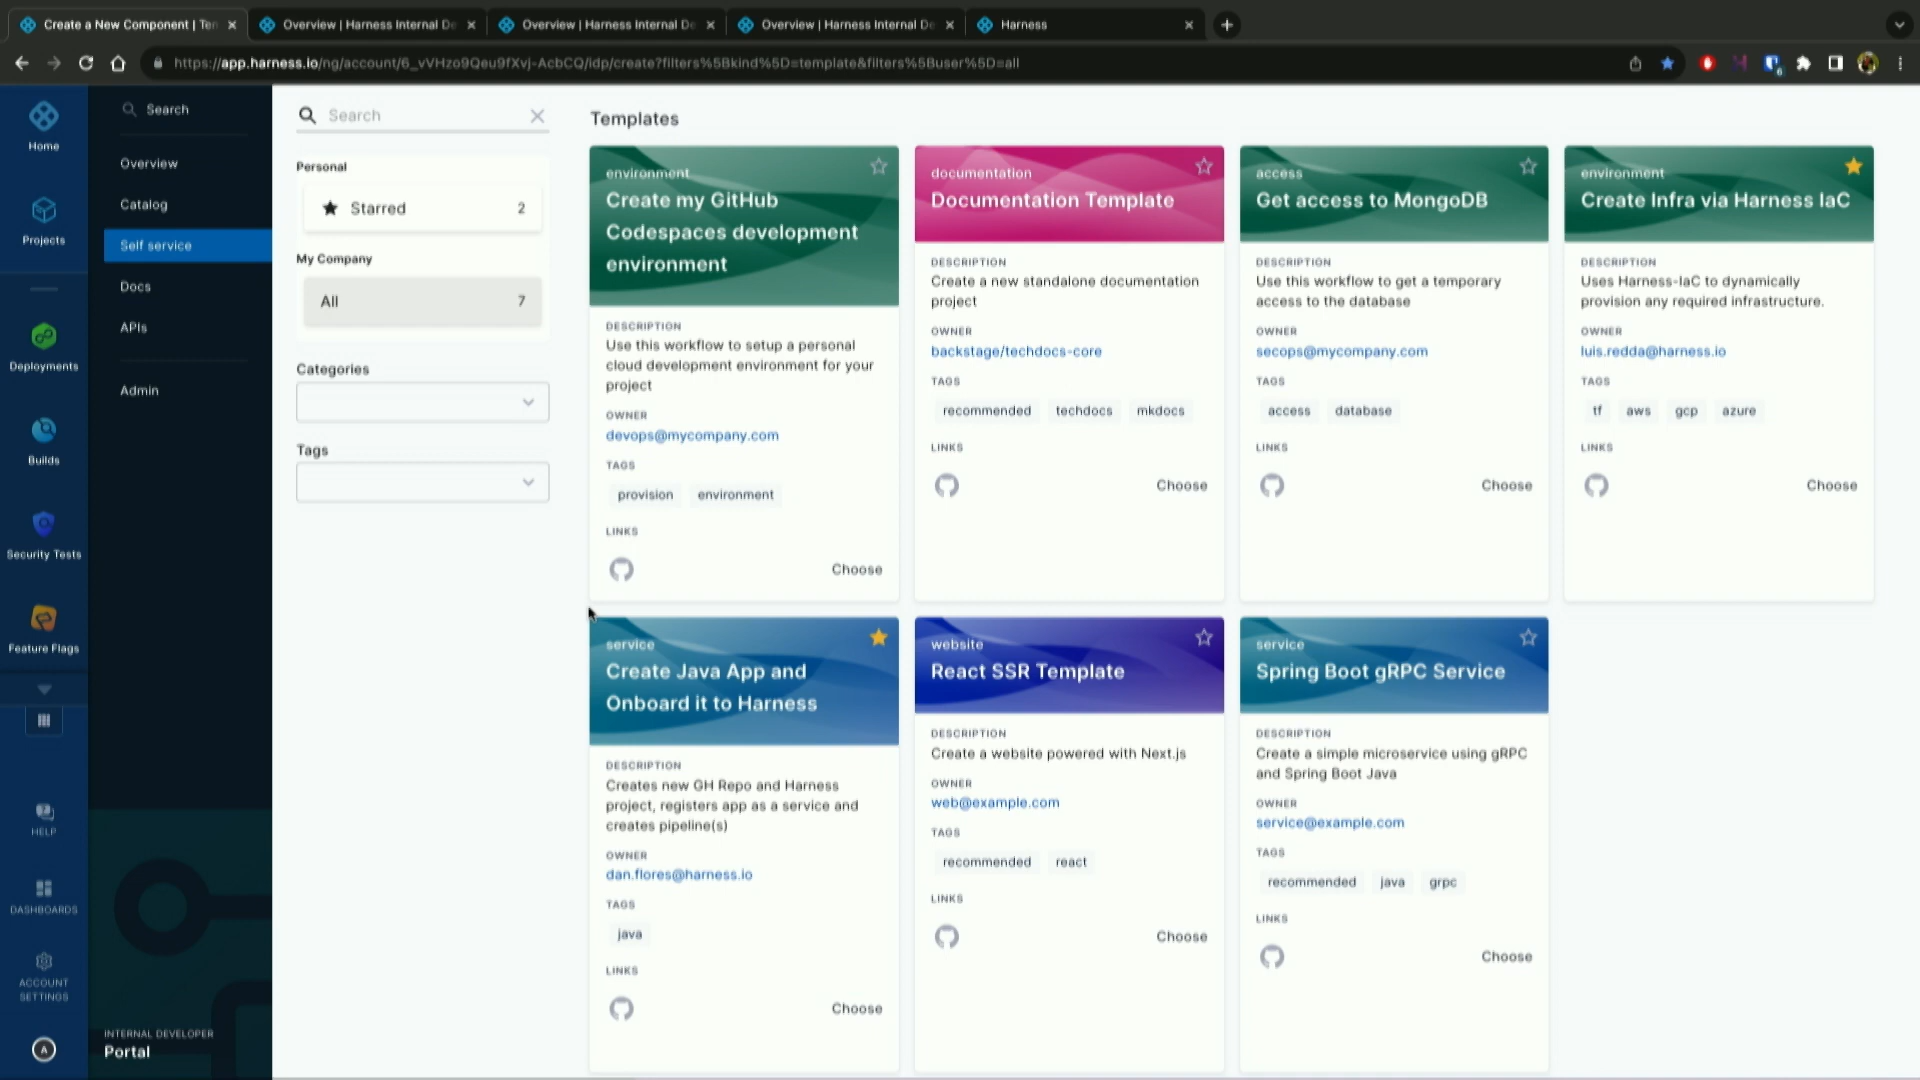 Create a New Component | Ten
Overview | Harness Internal De
Overview | Harness Internal De
Overview | Harness Internal De
Harness
https://app.harness.io/ng/account/6_vVHzo9Qeu9fXvj-AcbCQ/idp/create?filters%5Bkind%5D=template&filters%5Buser%5D=all
Home
Projects
Deployments
Builds
Security Tests
Feature Flags
HELP
DASHBOARDS
ACCOUNT
SETTINGS
A
Search
Overview
Catalog
Self service
Docs
APIs
Admin
INTERNAL DEVELOPER
Portal
Search
Personal
Starred 2
My Company
All 7
Categories
Tags
Templates
environment
Create my GitHub
Codespaces development
environment
DESCRIPTION
Use this workflow to setup a personal
cloud development environment for your
project
OWNER
devops@mycompany.com
TAGS
provision environment
LINKS
Choose
documentation
Documentation Template
DESCRIPTION
Create a new standalone documentation
project
OWNER
backstage/techdocs-core
TAGS
recommended techdocs mkdocs
LINKS
Choose
access
Get access to MongoDB
DESCRIPTION
Use this workflow to get a temporary
access to the database
OWNER
secops@mycompany.com
TAGS
access database
LINKS
Choose
environment
Create Infra via Harness IaC
DESCRIPTION
Uses Harness-IaC to dynamically
provision any required infrastructure.
OWNER
luis.redda@harness.io
TAGS
tf aws gcp azure
LINKS
Choose
service
Create Java App and
Onboard it to Harness
DESCRIPTION
Creates new GH Repo and Harness
project, registers app as a service and
creates pipeline(s)
OWNER
dan.flores@harness.io
TAGS
java
LINKS
Choose
website
React SSR Template
DESCRIPTION
Create a website powered with Next.js
OWNER
web@example.com
TAGS
recommended react
LINKS
Choose
service
Spring Boot gRPC Service
DESCRIPTION
Create a simple microservice using gRPC
and Spring Boot Java
OWNER
service@example.com
TAGS
recommended java grpc
LINKS
Choose